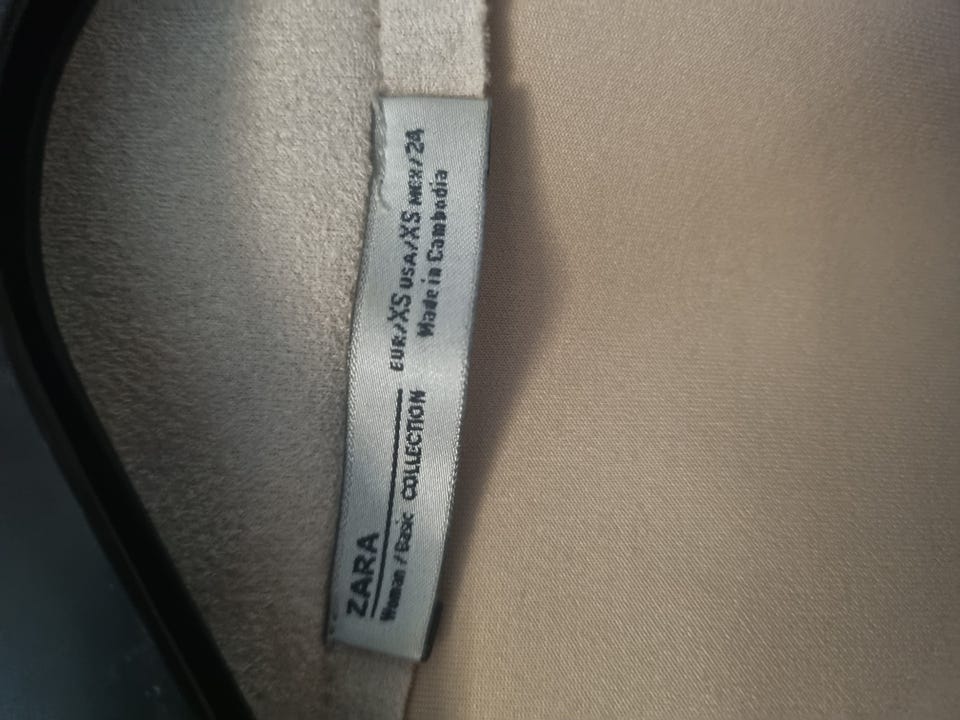 ZARA
Woman / Basic COLLECTION
EUR/XS USA/XS MEX/24
Made in Cambodia